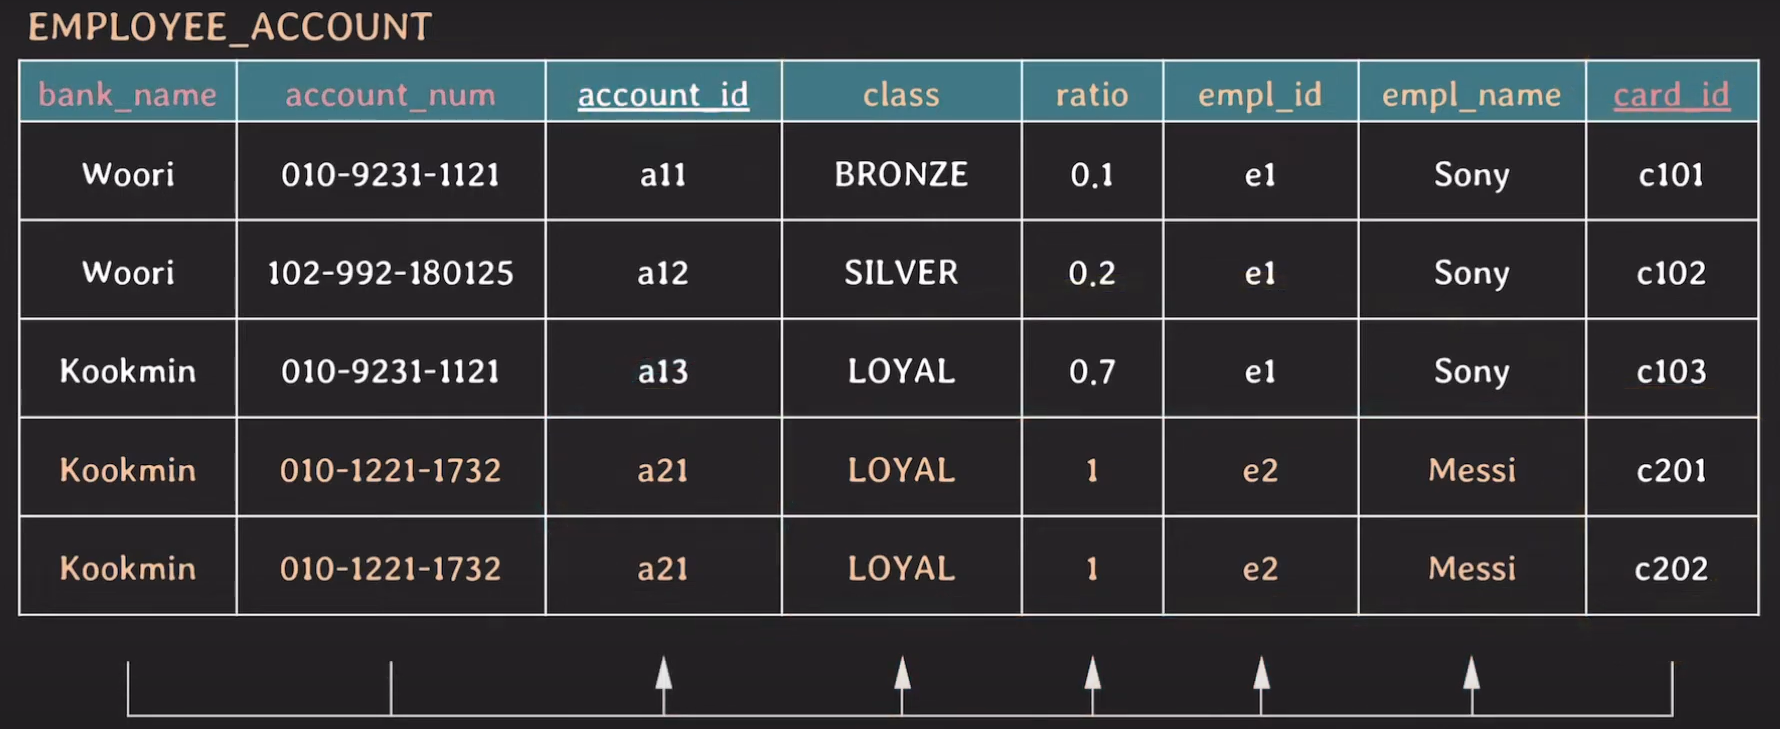 EMPLOYEE_ACCOUNT
bank_name account_num account_id class ratio empl_id empl_name card_id
Woori 010-9231-1121 a11 BRONZE 0.1 e1 Sony c101
Woori 102-992-180125 a12 SILVER 0.2 e1 Sony c102
Kookmin 010-9231-1121 a13 LOYAL 0.7 e1 Sony c103
Kookmin 010-1221-1732 a21 LOYAL 1 e2 Messi c201
Kookmin 010-1221-1732 a21 LOYAL 1 e2 Messi c202